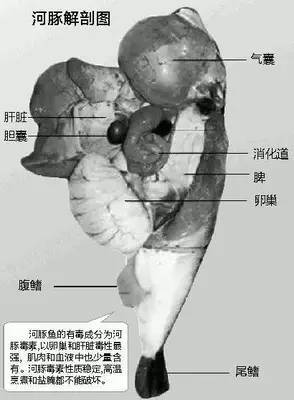 河豚解剖图
气囊
肝脏
胆囊
消化道
脾
卵巢
腹鳍
河豚鱼的有毒成分为河
豚毒素,以卵巢和肝脏毒性最
强, 肌肉和血液中也少量含
有。河豚毒素性质稳定,高温
烹煮和盐腌都不能破坏。
尾鳍